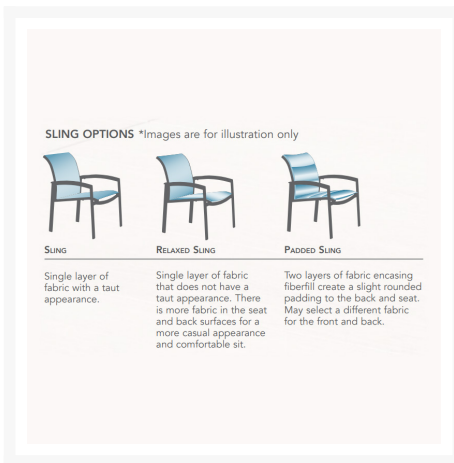 SLING OPTIONS *Images are for illustration only
SLING
Single layer of
fabric with a taut
appearance.
RELAXED SLING
Single layer of fabric
that does not have a
taut appearance. There
is more fabric in the seat
and back surfaces for a
more casual appearance
and comfortable sit.
PADDED SLING
Two layers of fabric encasing
fiberfill create a slight rounded
padding to the back and seat.
May select a different fabric
for the front and back.